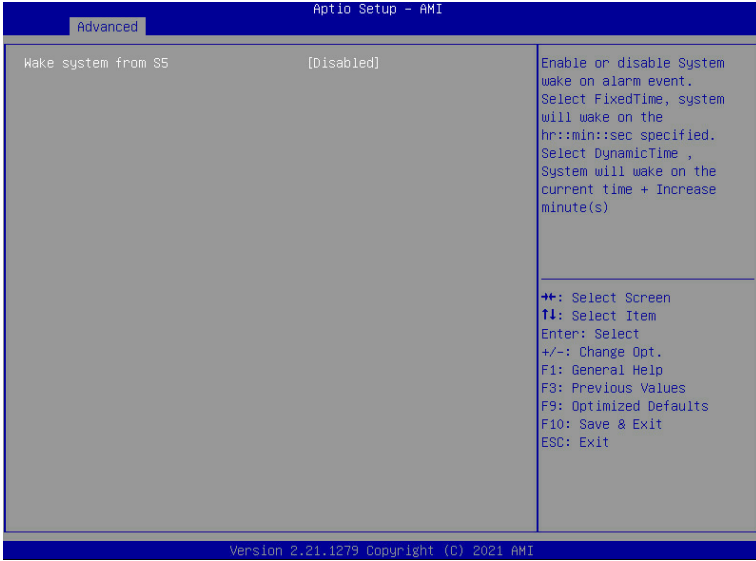 Aptio Setup - AMI
Advanced
Wake system from S5 [Disabled]
Enable or disable System
wake on alarm event.
Select FixedTime, system
will wake on the
hr::min::sec specified.
Select DynamicTime ,
System will wake on the
current time + Increase
minute(s)
→←: Select Screen
↑↓: Select Item
Enter: Select
+/-: Change Opt.
F1: General Help
F3: Previous Values
F9: Optimized Defaults
F10: Save & Exit
ESC: Exit
Version 2.21.1279 Copyright (C) 2021 AMI